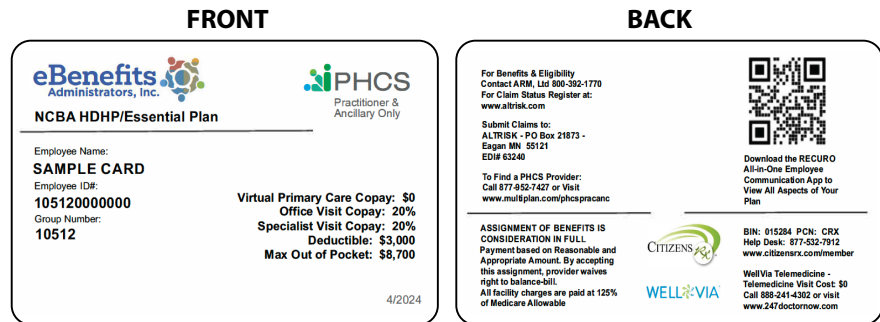 FRONT
eBenefits
Administrators, Inc.
PHCS
Practitioner &
Ancillary Only
NCBA HDHP/Essential Plan
Employee Name:
SAMPLE CARD
Employee ID#:
105120000000
Group Number:
10512
Virtual Primary Care Copay: $0
Office Visit Copay: 20%
Specialist Visit Copay: 20%
Deductible: $3,000
Max Out of Pocket: $8,700
4/2024
BACK
For Benefits & Eligibility
Contact ARM, Ltd 800-392-1770
For Claim Status Register at:
www.altrisk.com
Submit Claims to:
ALTRISK - PO Box 21873 -
Eagan MN 55121
EDI# 63240
To Find a PHCS Provider:
Call 877-952-7427 or Visit
www.multiplan.com/phcspracanc
Download the RECURO
All-in-One Employee
Communication App to
View All Aspects of Your
Plan
ASSIGNMENT OF BENEFITS IS
CONSIDERATION IN FULL
Payment based on Reasonable and
Appropriate Amount. By accepting
this assignment, provider waives
right to balance-bill.
All facility charges are paid at 125%
of Medicare Allowable
CITIZENS Rx
WELLVIA
BIN: 015284 PCN: CRX
Help Desk: 877-532-7912
www.citizensrx.com/member
WellVia Telemedicine -
Telemedicine Visit Cost: $0
Call 888-241-4302 or visit
www.247doctornow.com